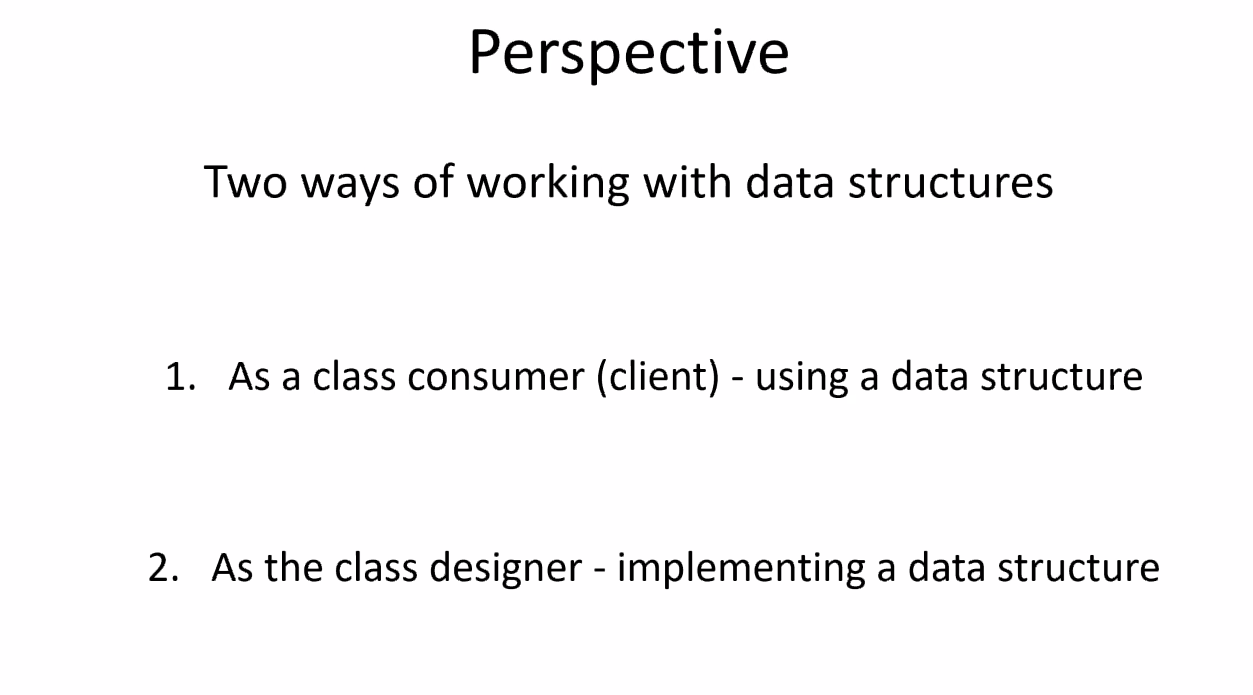 Perspective
Two ways of working with data structures
1. As a class consumer (client) - using a data structure
2. As the class designer - implementing a data structure